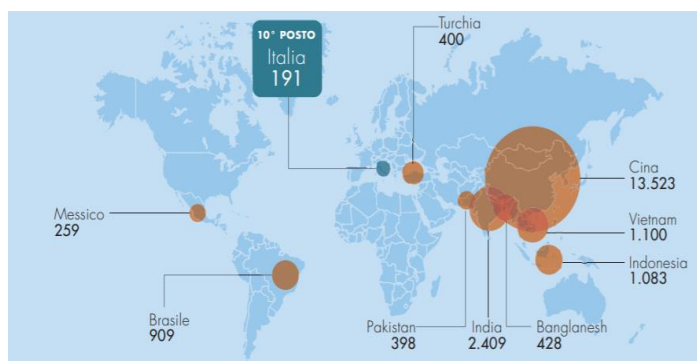 Turchia
400
10° POSTO
Italia
191
Cina
13.523
Messico
259
Vietnam
1.100
Indonesia
1.083
Brasile
909
Pakistan
398
India
2.409
Banglanesh
428